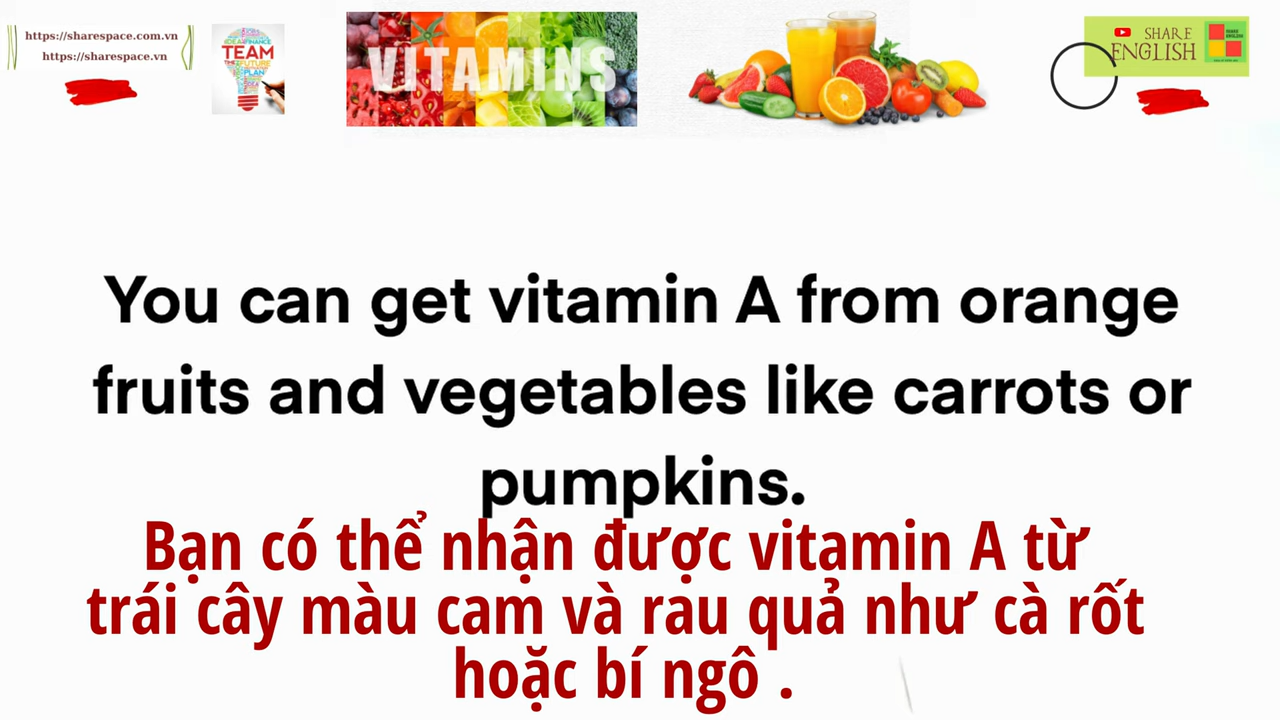 https://sharespace.com.vn
https://sharespace.vn
TEAM
PLAN
VITAMINS
SHARE
ENGLISH
You can get vitamin A from orange
fruits and vegetables like carrots or
pumpkins.
Bạn có thể nhận được vitamin A từ
trái cây màu cam và rau quả như cà rốt
hoặc bí ngô .